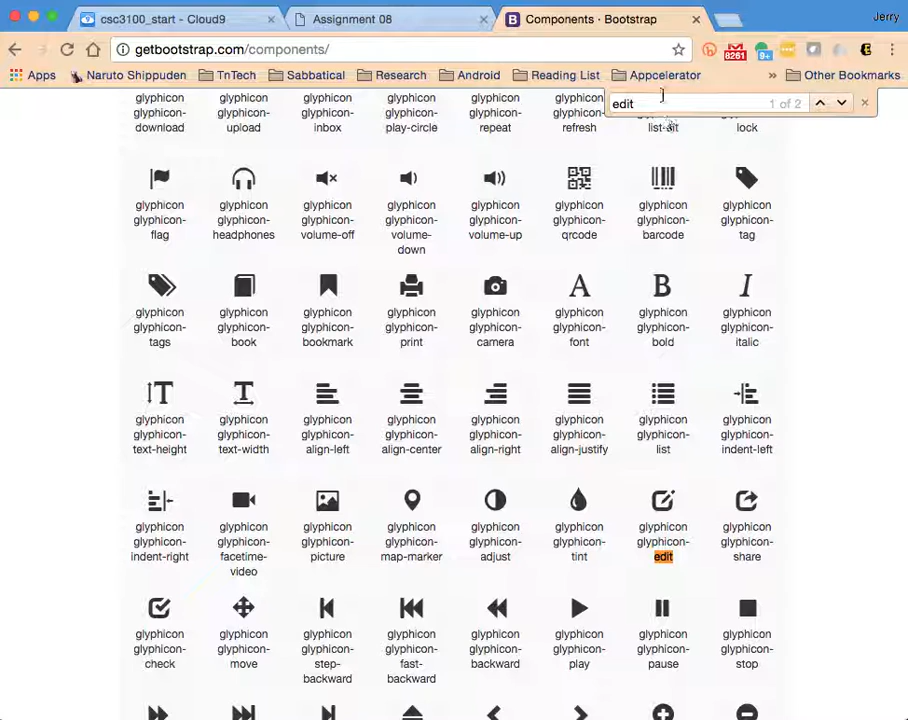 csc3100_start - Cloud9
Assignment 08
Components · Bootstrap
Jerry
getbootstrap.com/components/
8261
9+
Apps
Naruto Shippuden
TnTech
Sabbatical
Research
Android
Reading List
Appcelerator
»
Other Bookmarks
edit
1 of 2
glyphicon glyphicon glyphicon glyphicon glyphicon glyphicon
glyphicon- glyphicon- glyphicon- glyphicon- glyphicon- glyphicon-
download upload inbox play-circle repeat refresh list-alt lock
glyphicon glyphicon glyphicon glyphicon glyphicon glyphicon glyphicon glyphicon
glyphicon- glyphicon- glyphicon- glyphicon- glyphicon- glyphicon- glyphicon- glyphicon-
flag headphones volume-off volume- volume-up qrcode barcode tag
down
glyphicon glyphicon glyphicon glyphicon glyphicon glyphicon glyphicon glyphicon
glyphicon- glyphicon- glyphicon- glyphicon- glyphicon- glyphicon- glyphicon- glyphicon-
tags book bookmark print camera font bold italic
glyphicon glyphicon glyphicon glyphicon glyphicon glyphicon glyphicon glyphicon
glyphicon- glyphicon- glyphicon- glyphicon- glyphicon- glyphicon- glyphicon- glyphicon-
text-height text-width align-left align-center align-right align-justify list indent-left
glyphicon glyphicon glyphicon glyphicon glyphicon glyphicon glyphicon glyphicon
glyphicon- glyphicon- glyphicon- glyphicon- glyphicon- glyphicon- glyphicon- glyphicon-
indent-right facetime- picture map-marker adjust tint edit share
video
glyphicon glyphicon glyphicon glyphicon glyphicon glyphicon glyphicon glyphicon
glyphicon- glyphicon- glyphicon- glyphicon- glyphicon- glyphicon- glyphicon- glyphicon-
check move step- fast- backward play pause stop
backward backward